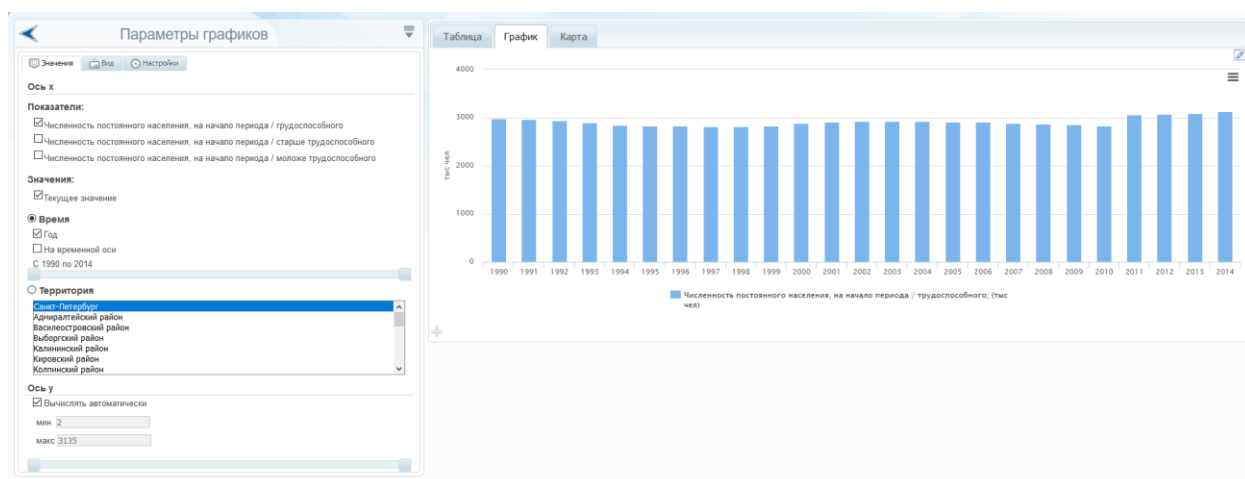 Параметры графиков
Значения Вид Настройки
Ось x
Показатели:
Численность постоянного населения, на начало периода / трудоспособного
Численность постоянного населения, на начало периода / старше трудоспособного
Численность постоянного населения, на начало периода / моложе трудоспособного
Значения:
Текущее значение
Время
Год
На временной оси
С 1990 по 2014
Территория
Санкт-Петербург
Адмиралтейский район
Василеостровский район
Выборгский район
Калининский район
Кировский район
Колпинский район
Ось y
Вычислять автоматически
мин 2
макс 3135
Таблица График Карта
4000
3000
2000
1000
0
тыс чел
1990 1991 1992 1993 1994 1995 1996 1997 1998 1999 2000 2001 2002 2003 2004 2005 2006 2007 2008 2009 2010 2011 2012 2013 2014
Численность постоянного населения, на начало периода / трудоспособного; (тыс
чел)